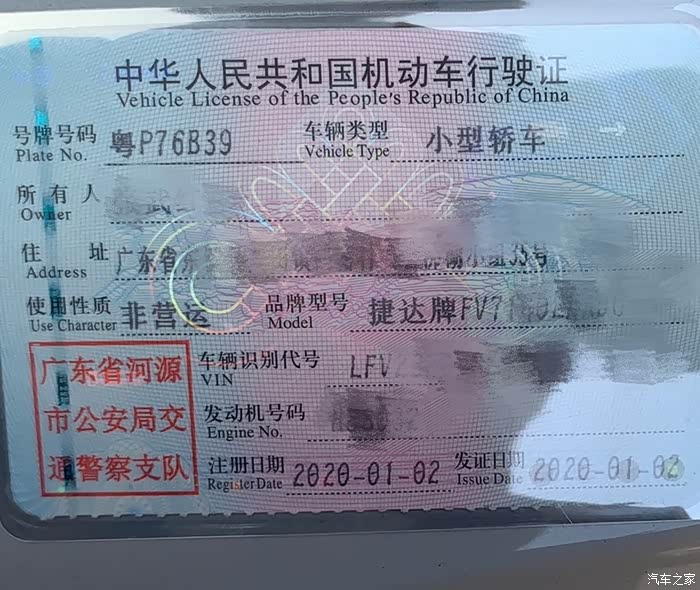 中华人民共和国机动车行驶证
Vehicle License of the People's Republic of China
号牌号码 粤P76B39 车辆类型 小型轿车
Plate No. Vehicle Type
所有人
Owner
住址 广东省 小组33号
Address
使用性质 非营运 品牌型号 捷达牌FV71
Use Character Model
广东省河源 车辆识别代号 LFV
VIN
市公安局交 发动机号码
Engine No.
通警察支队 注册日期 2020-01-02 发证日期 2020-01-02
Register Date Issue Date
汽车之家